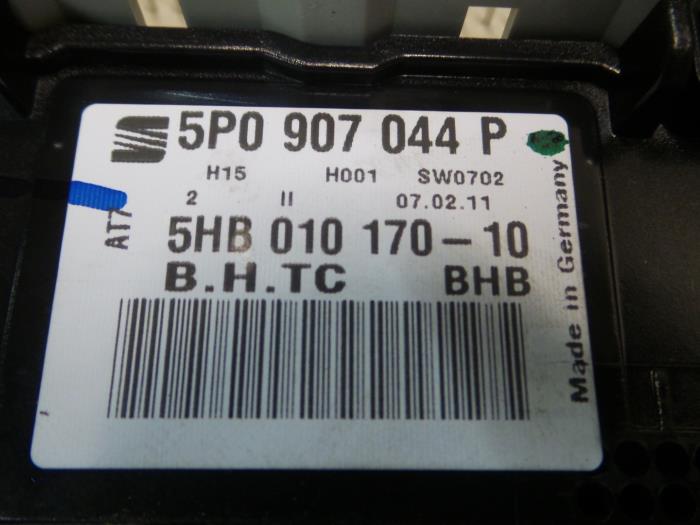 5P0 907 044 P
H15 H001 SW0702
2 II 07.02.11
AT7
5HB 010 170-10
B.H.TC BHB
Made in Germany